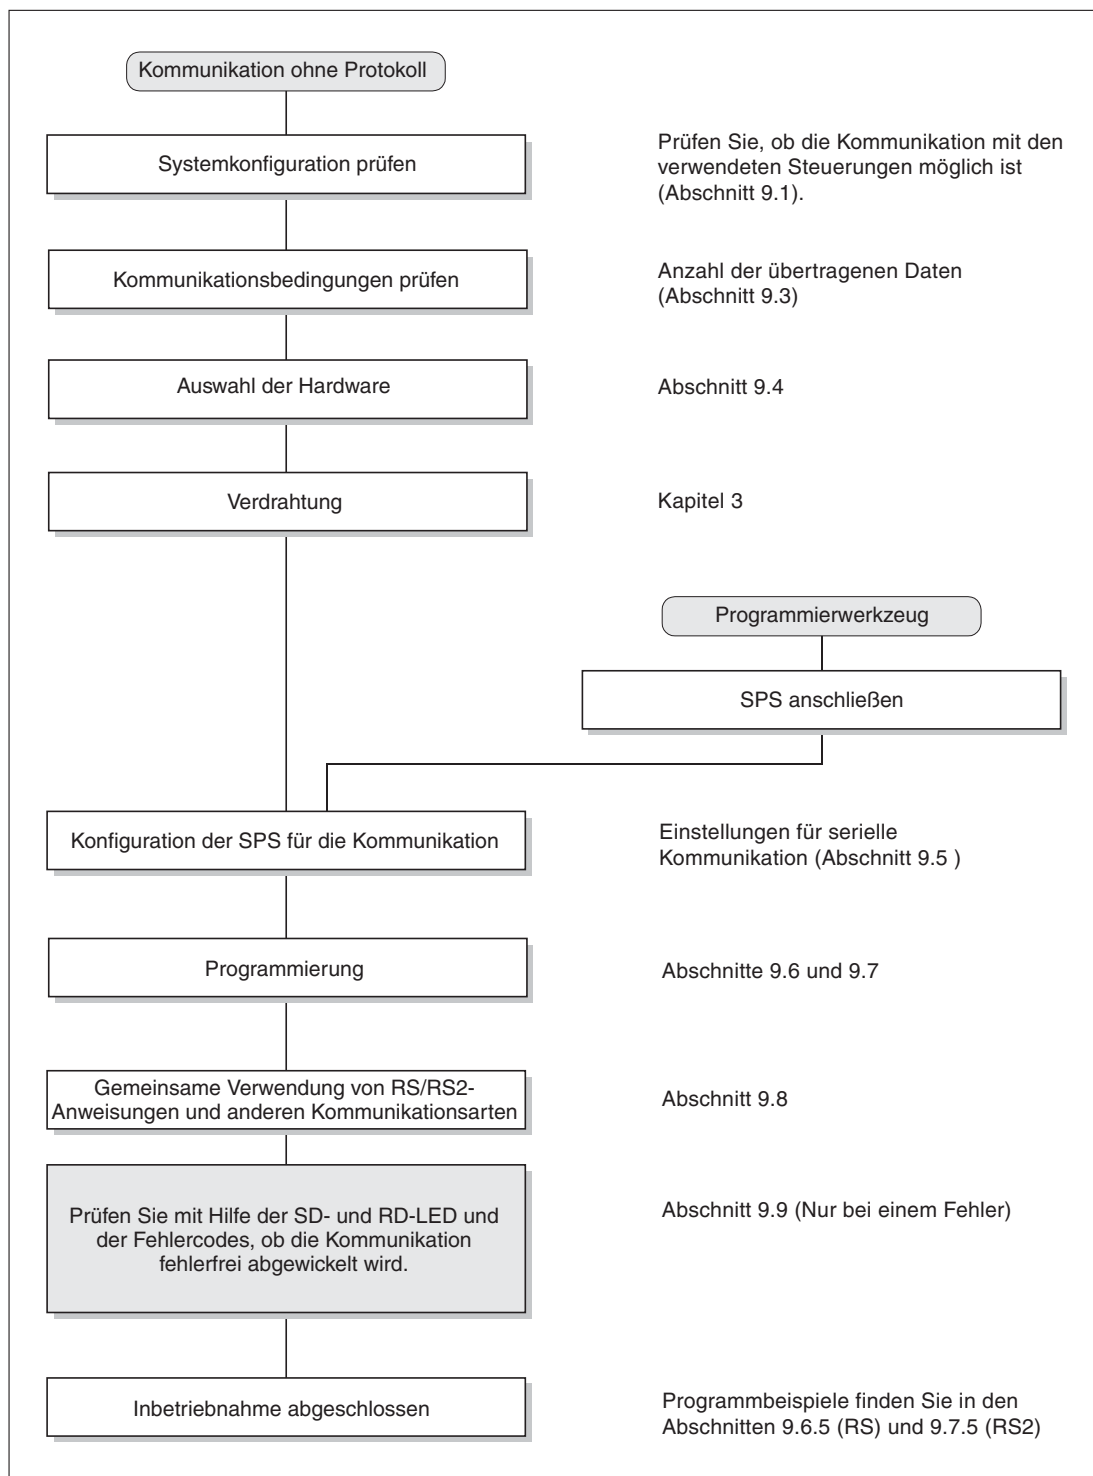 Kommunikation ohne Protokoll
Systemkonfiguration prüfen
Prüfen Sie, ob die Kommunikation mit den
verwendeten Steuerungen möglich ist
(Abschnitt 9.1).
Kommunikationsbedingungen prüfen
Anzahl der übertragenen Daten
(Abschnitt 9.3)
Auswahl der Hardware
Abschnitt 9.4
Verdrahtung
Kapitel 3
Programmierwerkzeug
SPS anschließen
Konfiguration der SPS für die Kommunikation
Einstellungen für serielle
Kommunikation (Abschnitt 9.5 )
Programmierung
Abschnitte 9.6 und 9.7
Gemeinsame Verwendung von RS/RS2-
Anweisungen und anderen Kommunikationsarten
Abschnitt 9.8
Prüfen Sie mit Hilfe der SD- und RD-LED und
der Fehlercodes, ob die Kommunikation
fehlerfrei abgewickelt wird.
Abschnitt 9.9 (Nur bei einem Fehler)
Inbetriebnahme abgeschlossen
Programmbeispiele finden Sie in den
Abschnitten 9.6.5 (RS) und 9.7.5 (RS2)